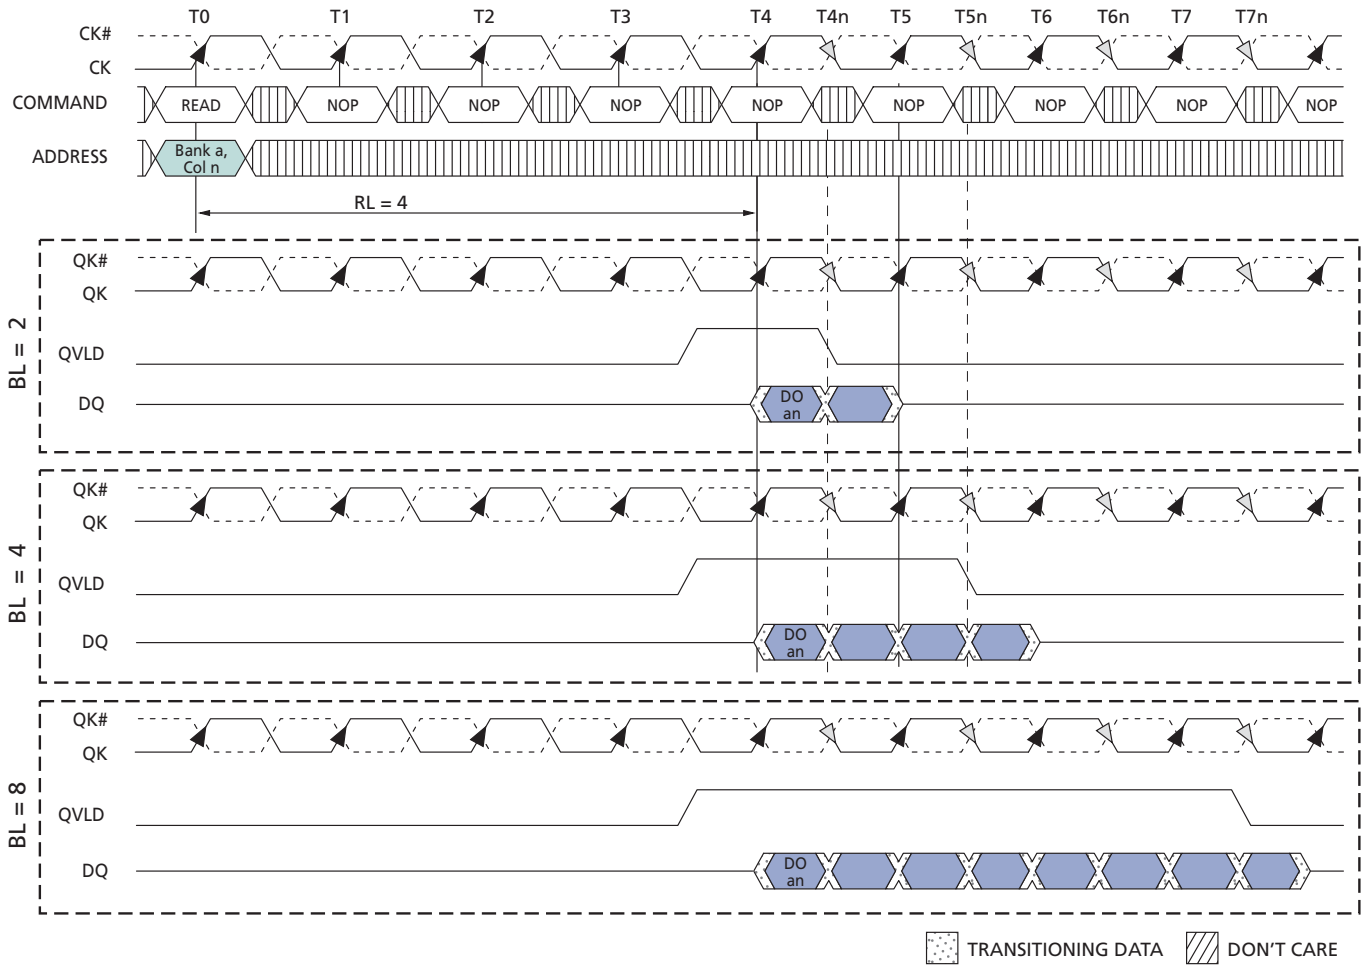 T0 T1 T2 T3 T4 T4n T5 T5n T6 T6n T7 T7n
CK#
CK
COMMAND READ NOP NOP NOP NOP NOP NOP NOP NOP
ADDRESS Bank a,
Col n
RL = 4
BL = 2
QK#
QK
QVLD
DQ DO
an
BL = 4
QK#
QK
QVLD
DQ DO
an
BL = 8
QK#
QK
QVLD
DQ DO
an
TRANSITIONING DATA DON'T CARE